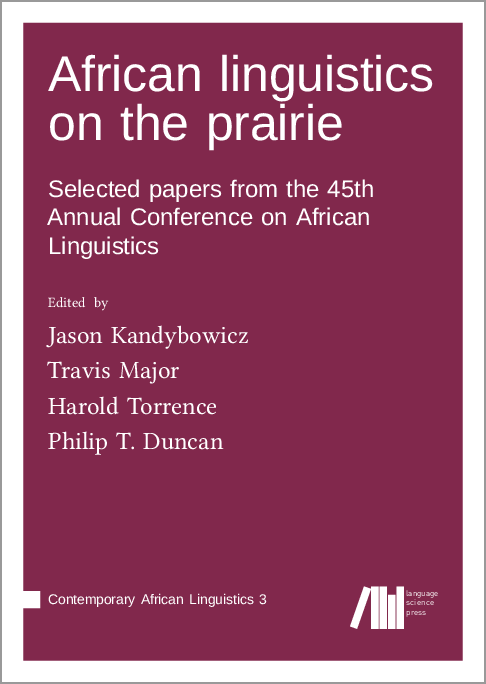 African linguistics
on the prairie
Selected papers from the 45th
Annual Conference on African
Linguistics
Edited by
Jason Kandybowicz
Travis Major
Harold Torrence
Philip T. Duncan
Contemporary African Linguistics 3
language
science
press